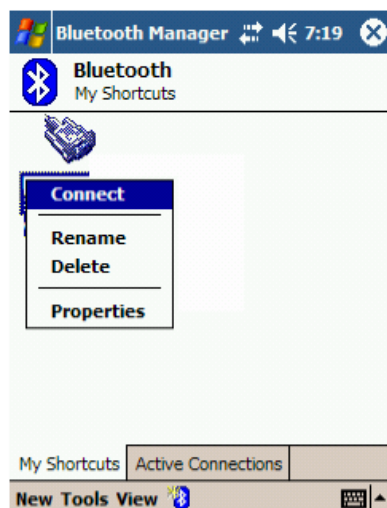 Bluetooth Manager 7:19
Bluetooth
My Shortcuts
Connect
Rename
Delete
Properties
My Shortcuts Active Connections
New Tools View